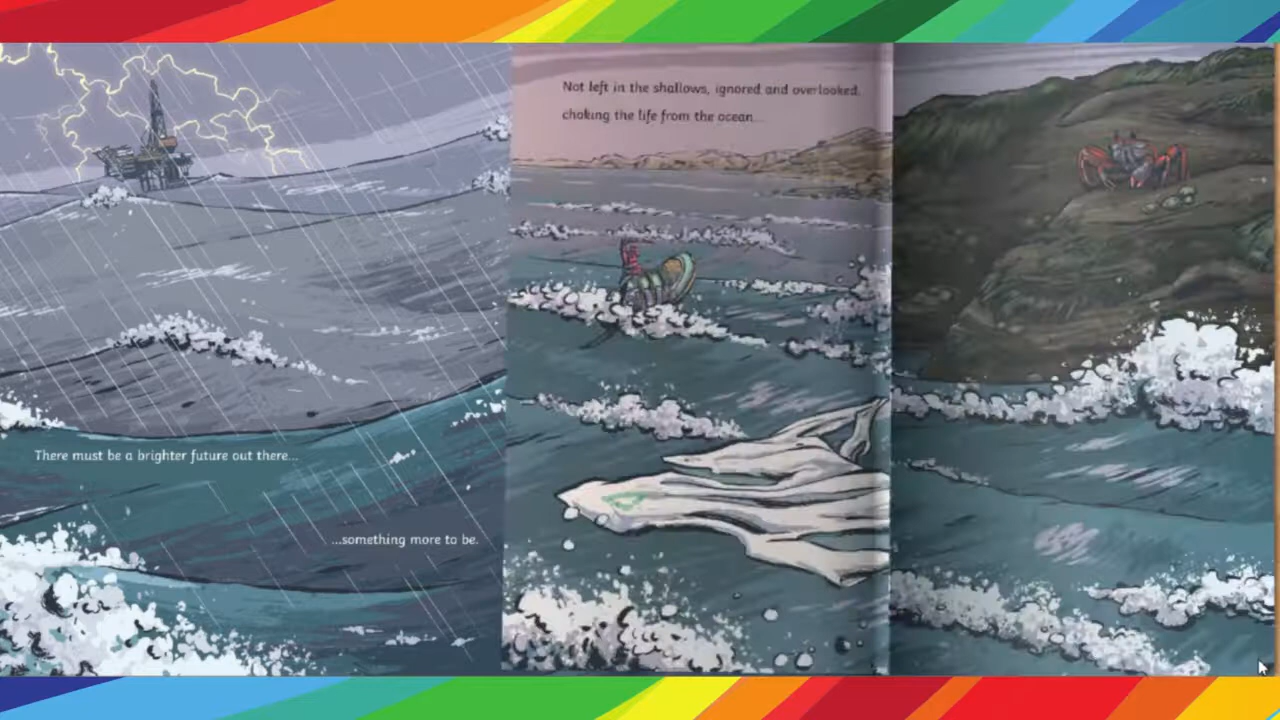 There must be a brighter future out there...
...something more to be.
Not left in the shallows, ignored and overlooked,
choking the life from the ocean...